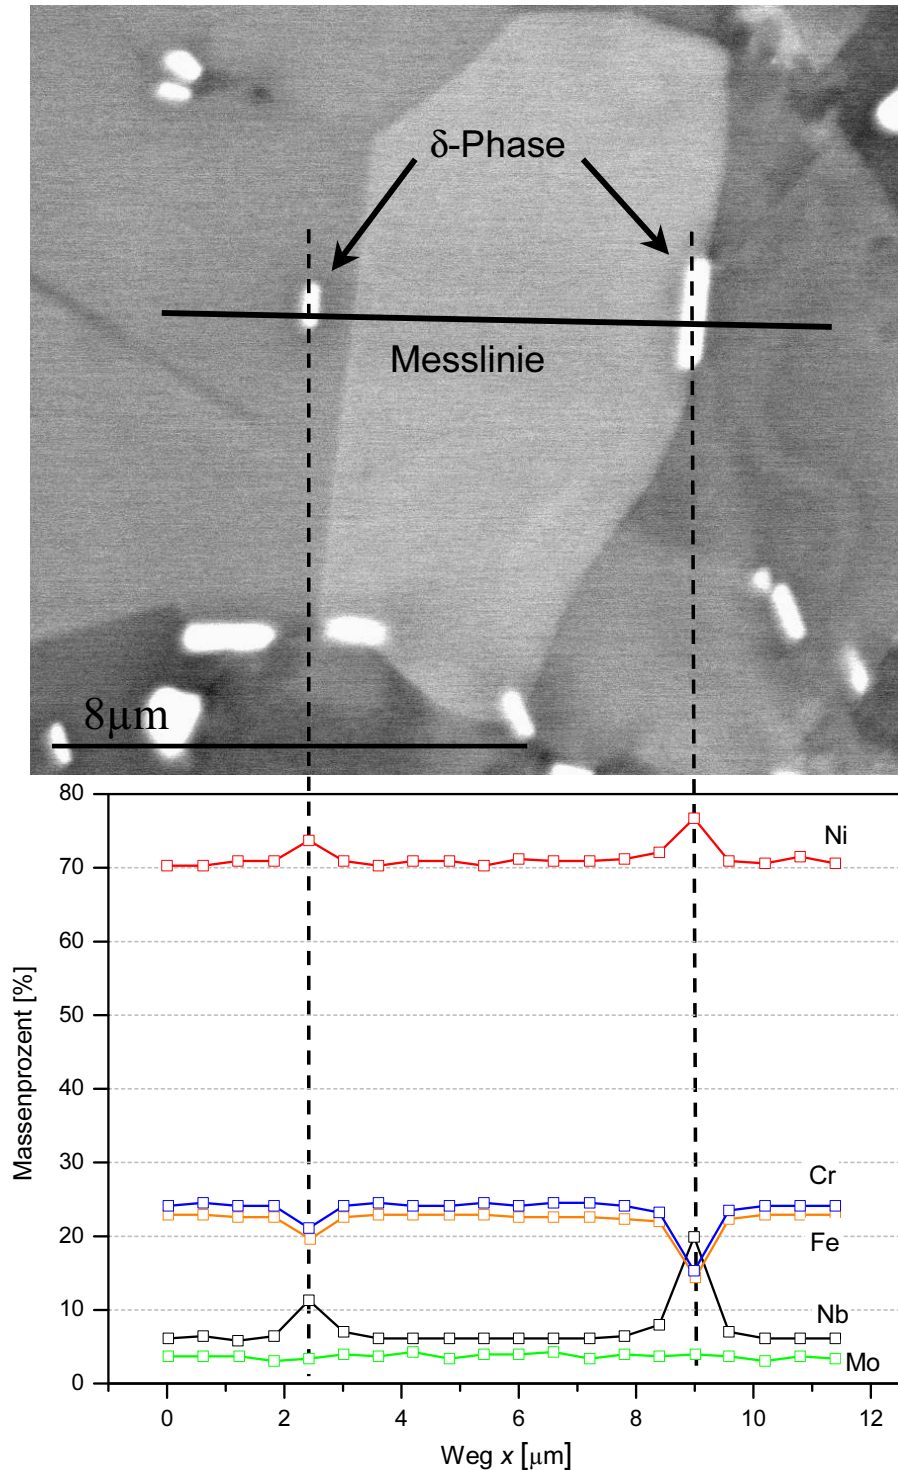 δ-Phase
Messlinie
8µm
80
70
60
50
40
30
20
10
0
Massenprozent [%]
Ni
Cr
Fe
Nb
Mo
0 2 4 6 8 10 12
Weg x [µm]